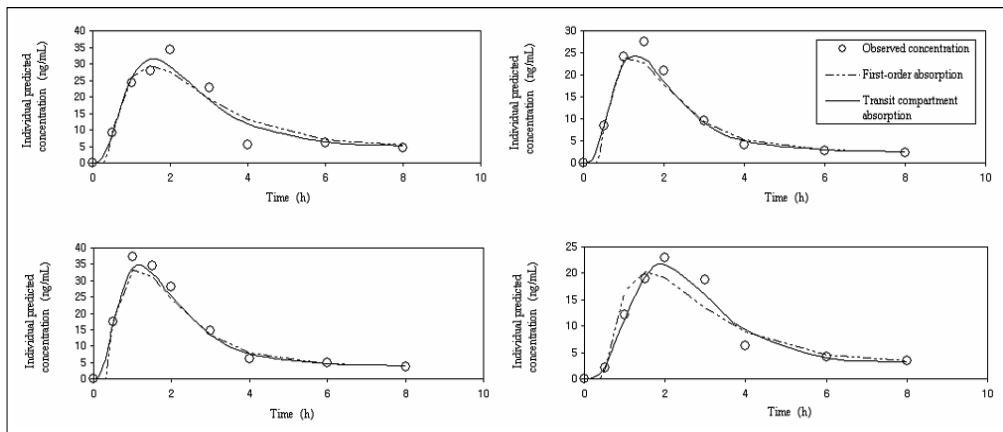 Individual predicted
concentration (ng/mL)
40
35
30
25
20
15
10
5
0
0 2 4 6 8 10
Time (h)
Individual predicted
concentration (ng/mL)
30
25
20
15
10
5
0
0 2 4 6 8 10
Time (h)
Observed concentration
First-order absorption
Transit compartment
absorption
Individual predicted
concentration (ng/mL)
40
35
30
25
20
15
10
5
0
0 2 4 6 8 10
Time (h)
Individual predicted
concentration (ng/mL)
25
20
15
10
5
0
0 2 4 6 8 10
Time (h)